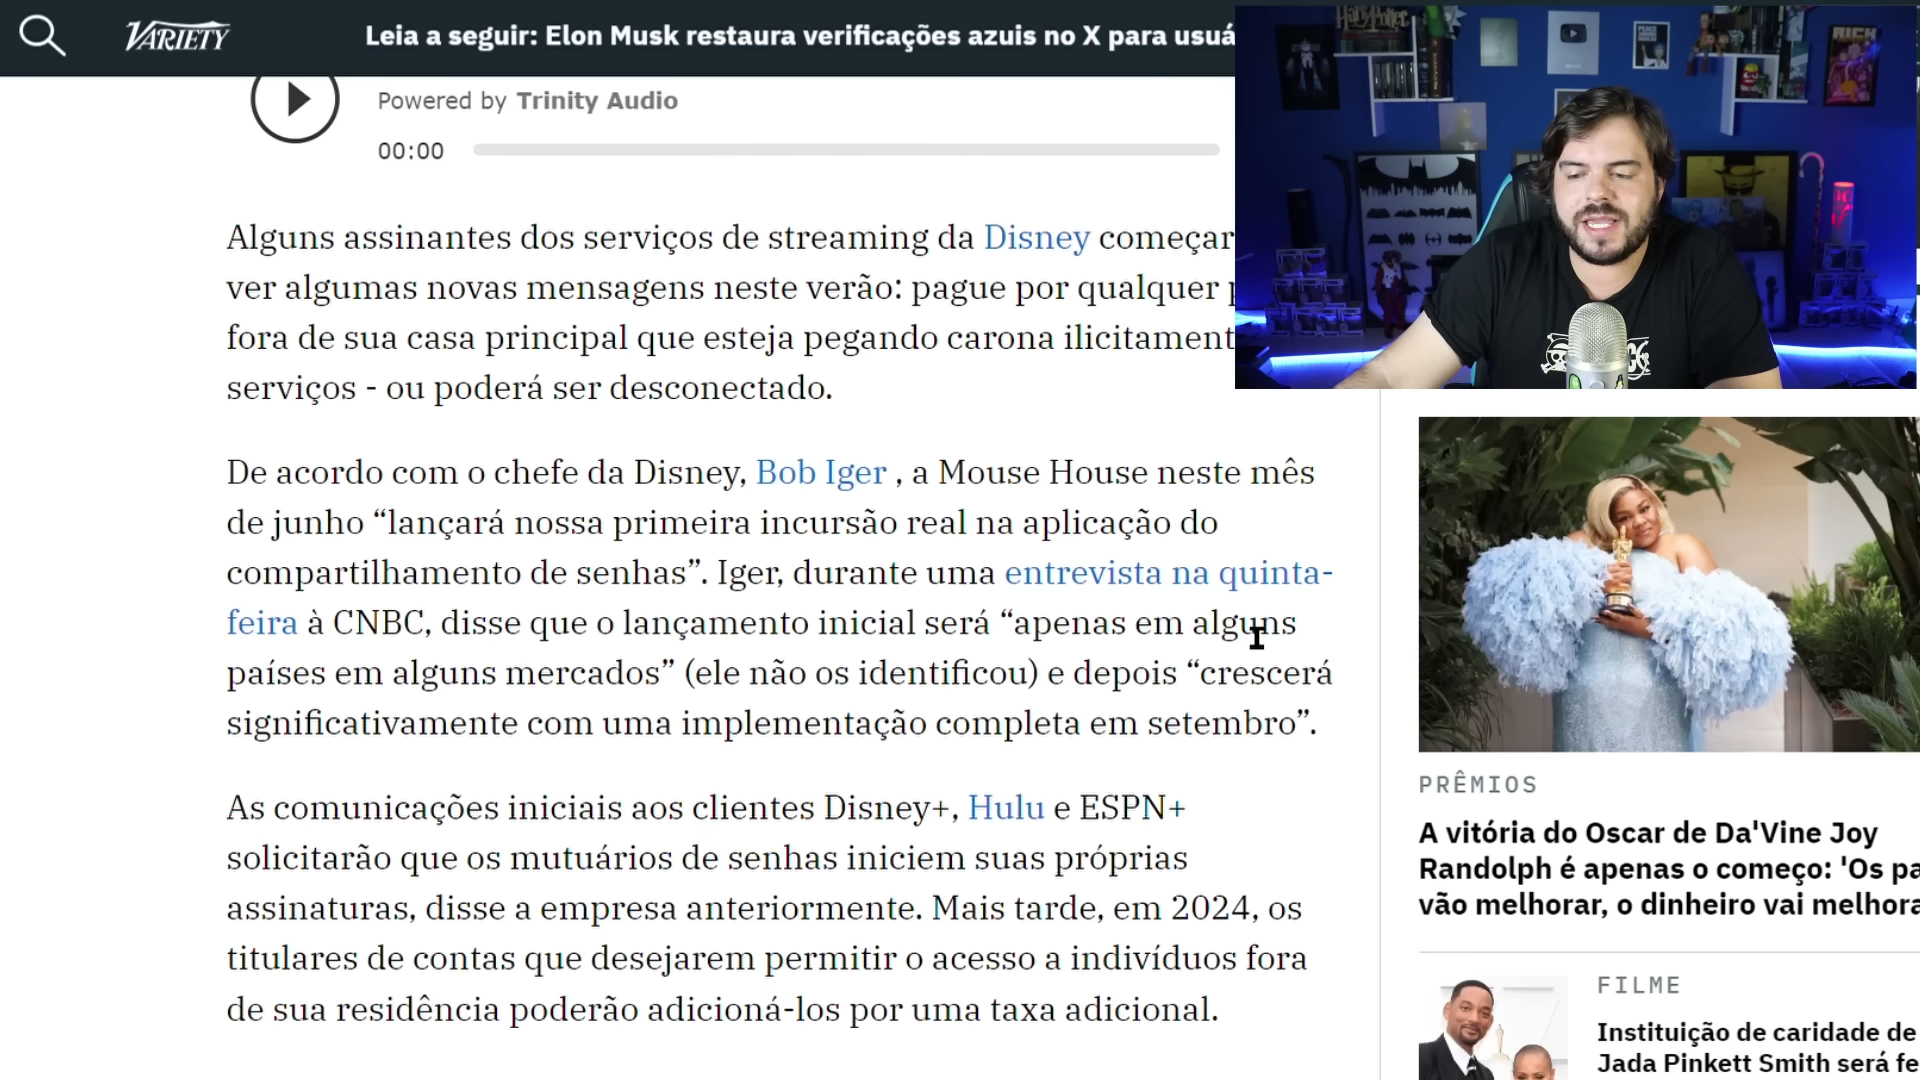 VARIETY
Leia a seguir: Elon Musk restaura verificações azuis no X para
Powered by Trinity Audio
00:00
Alguns assinantes dos serviços de streaming da Disney
ver algumas novas mensagens neste verão: pague por qualquer
fora de sua casa principal que esteja pegando carona
serviços - ou poderá ser desconectado.
De acordo com o chefe da Disney, Bob Iger , a Mouse House neste mês
de junho “lançará nossa primeira incursão real na aplicação do
compartilhamento de senhas”. Iger, durante uma entrevista na quinta-
feira à CNBC, disse que o lançamento inicial será “apenas em alguns
países em alguns mercados” (ele não os identificou) e depois “crescerá
significativamente com uma implementação completa em setembro”.
As comunicações iniciais aos clientes Disney+, Hulu e ESPN+
solicitarão que os mutuários de senhas iniciem suas próprias
assinaturas, disse a empresa anteriormente. Mais tarde, em 2024, os
titulares de contas que desejarem permitir o acesso a indivíduos fora
de sua residência poderão adicioná-los por uma taxa adicional.
Harry Potter
RICK
PRÊMIOS
A vitória do Oscar de Da'Vine Joy
Randolph é apenas o começo: 'Os
vão melhorar, o dinheiro vai
FILME
Instituição de caridade de
Jada Pinkett Smith será